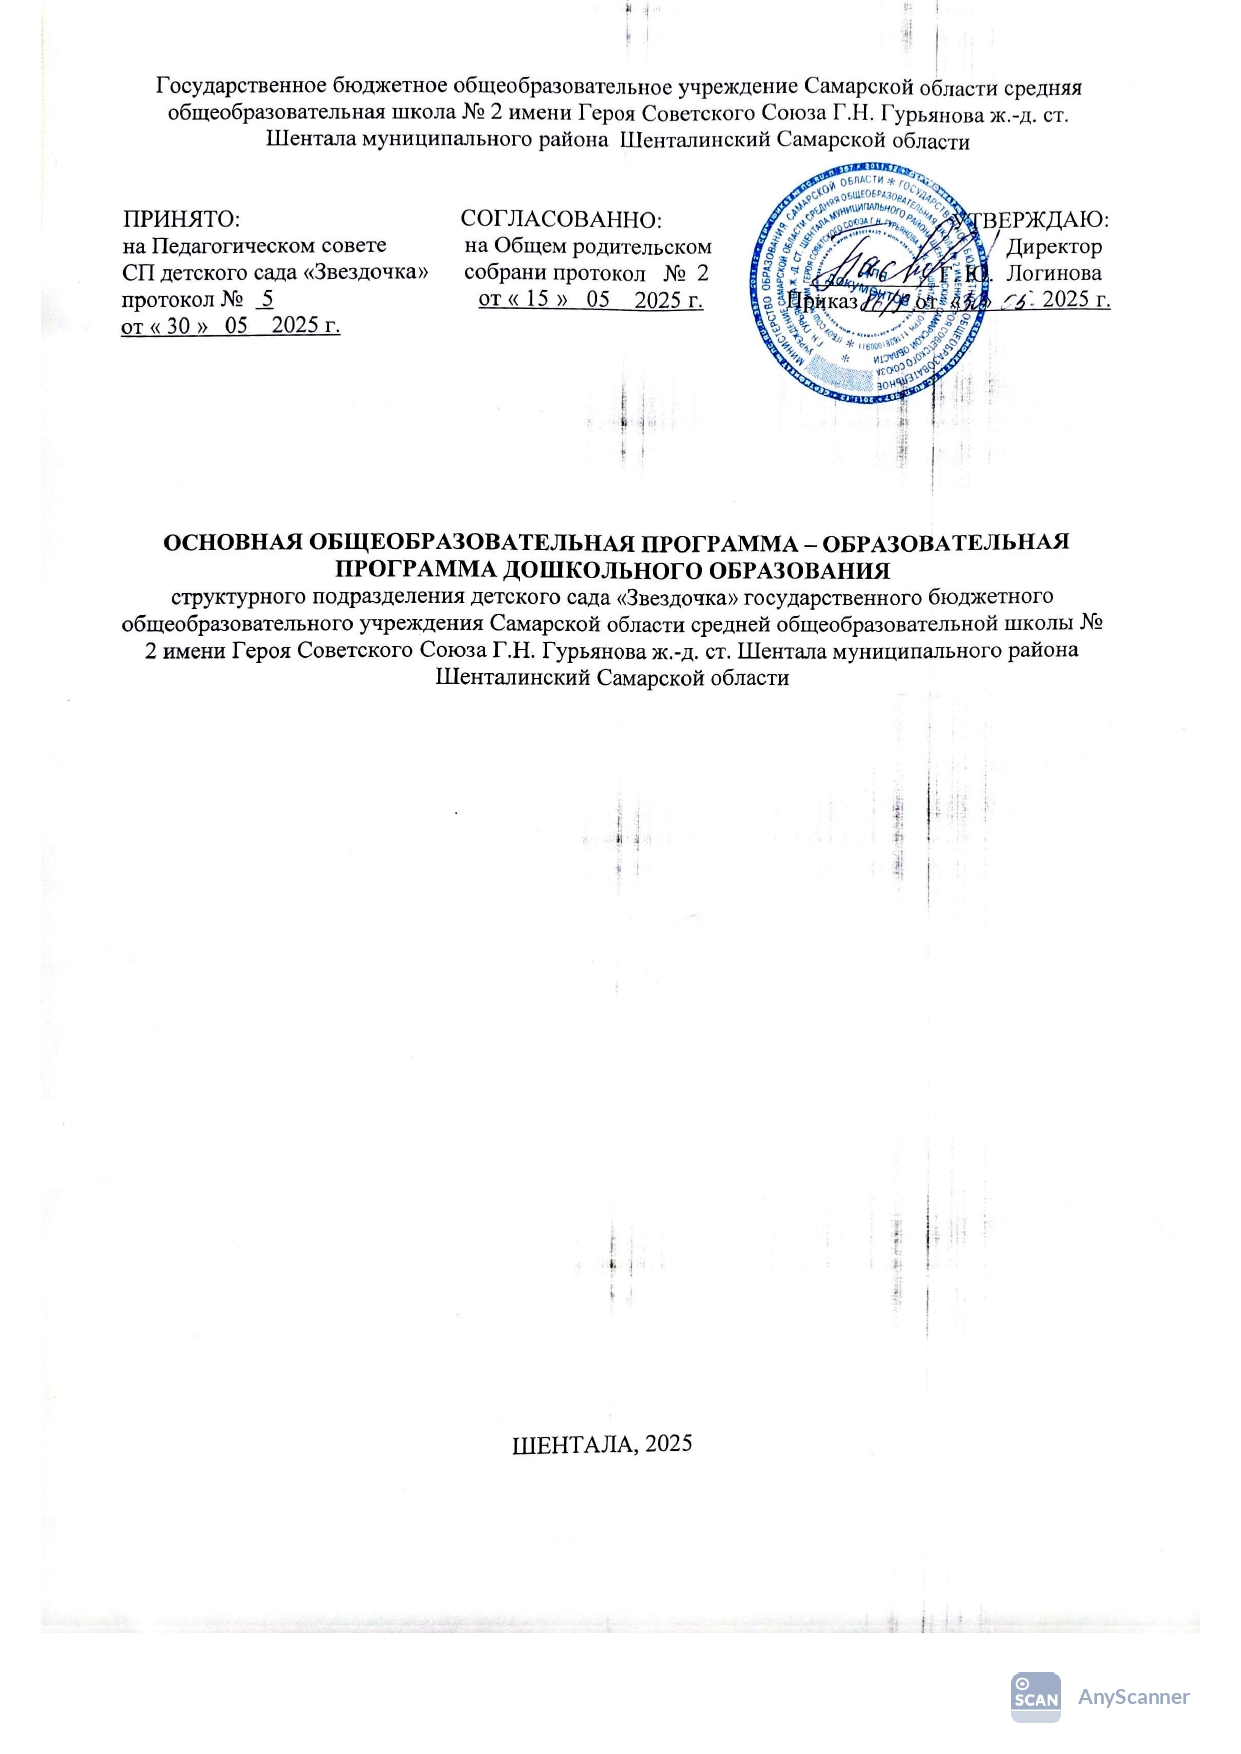 Государственное бюджетное общеобразовательное учреждение Самарской области средняя
общеобразовательная школа № 2 имени Героя Советского Союза Г.Н. Гурьянова ж.-д. ст.
Шентала муниципального района Шенталинский Самарской области
ПРИНЯТО:
на Педагогическом совете
СП детского сада «Звездочка»
протокол № 5
от « 30 » 05 2025 г.
СОГЛАСОВАННО:
на Общем родительском
собрани протокол № 2
от « 15 » 05 2025 г.
УТВЕРЖДАЮ:
Директор
Г. Ю. Логинова
Приказ от « » 2025 г.
Для
документов
ОСНОВНАЯ ОБЩЕОБРАЗОВАТЕЛЬНАЯ ПРОГРАММА – ОБРАЗОВАТЕЛЬНАЯ
ПРОГРАММА ДОШКОЛЬНОГО ОБРАЗОВАНИЯ
структурного подразделения детского сада «Звездочка» государственного бюджетного
общеобразовательного учреждения Самарской области средней общеобразовательной школы №
2 имени Героя Советского Союза Г.Н. Гурьянова ж.-д. ст. Шентала муниципального района
Шенталинский Самарской области
ШЕНТАЛА, 2025
SCAN
AnyScanner